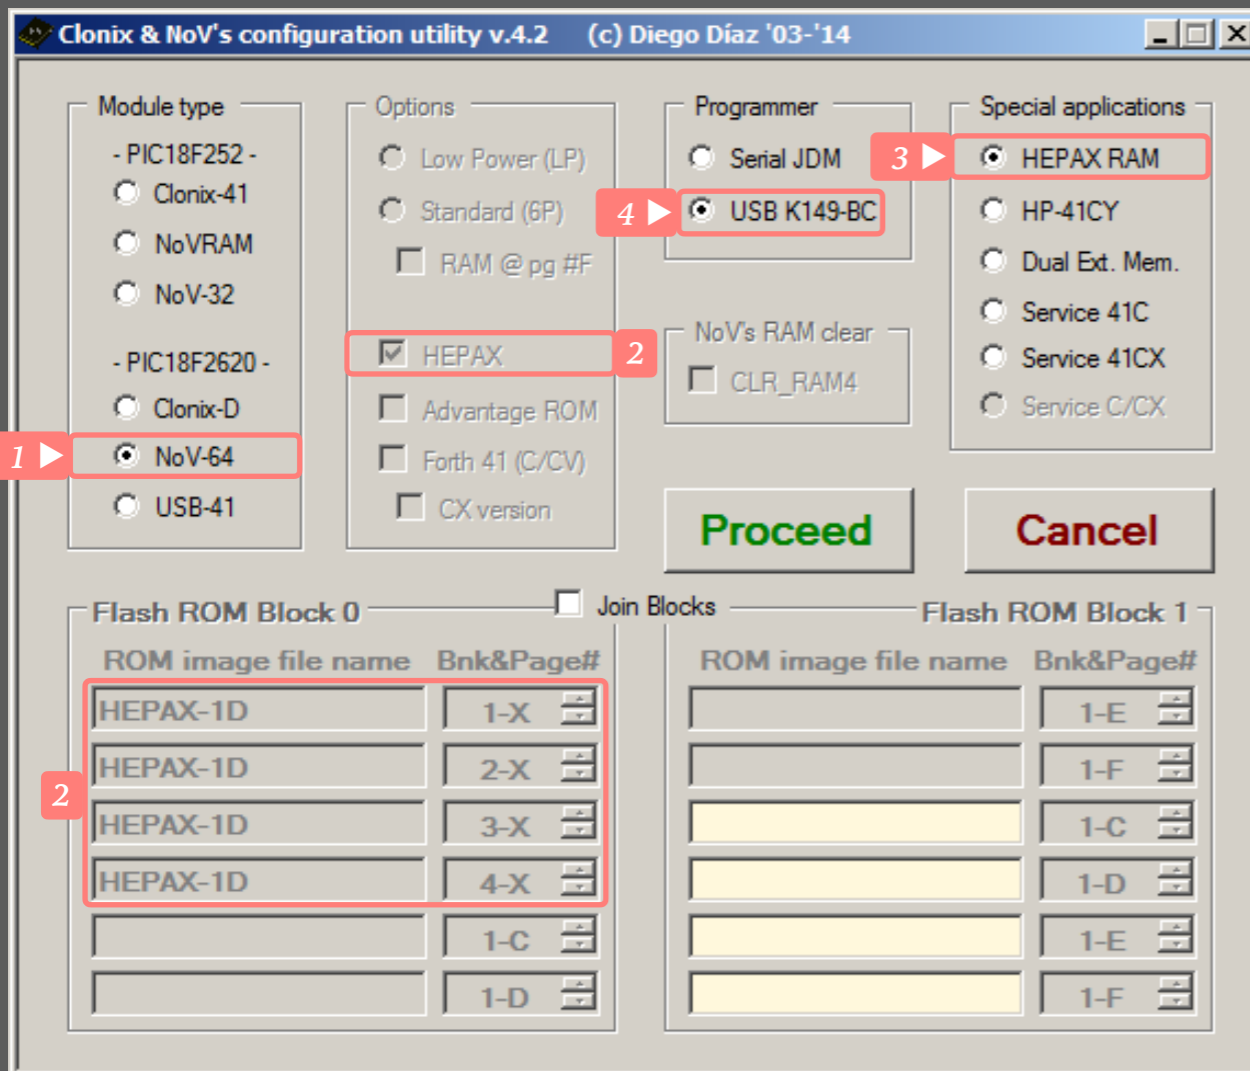 Clonix & NoV's configuration utility v.4.2 (c) Diego Díaz '03-'14
Module type
- PIC18F252 -
Clonix-41
NoVRAM
NoV-32
- PIC18F2620 -
Clonix-D
1
NoV-64
USB-41
Options
Low Power (LP)
Standard (6P)
RAM @ pg #F
HEPAX
2
Advantage ROM
Forth 41 (C/CV)
CX version
Programmer
Serial JDM
4
USB K149-BC
NoV's RAM clear
CLR_RAM4
Special applications
3
HEPAX RAM
HP-41CY
Dual Ext. Mem.
Service 41C
Service 41CX
Service C/CX
Proceed
Cancel
Join Blocks
Flash ROM Block 0
ROM image file name Bnk&Page#
HEPAX-1D 1-X
HEPAX-1D 2-X
2
HEPAX-1D 3-X
HEPAX-1D 4-X
1-C
1-D
Flash ROM Block 1
ROM image file name Bnk&Page#
1-E
1-F
1-C
1-D
1-E
1-F